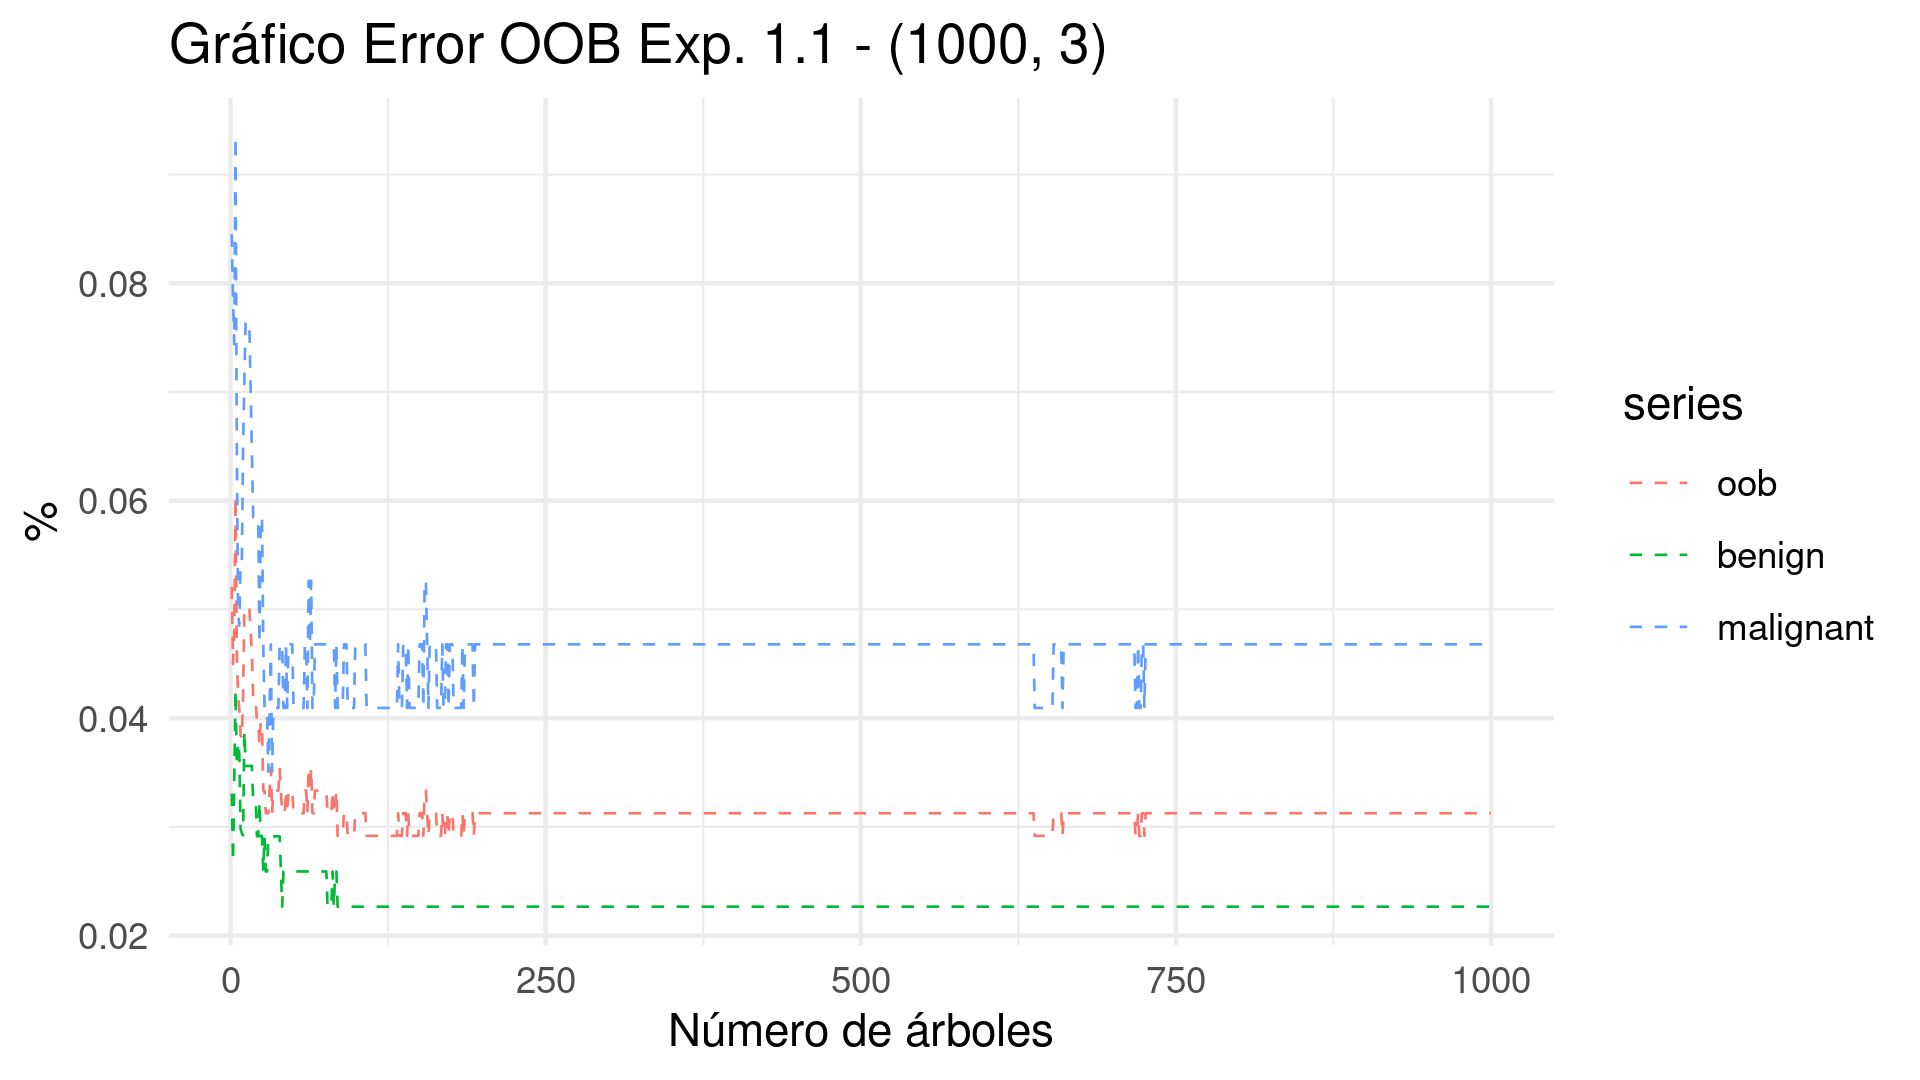 Gráfico Error OOB Exp. 1.1 - (1000, 3)
%
0.08
0.06
0.04
0.02
0
250
500
750
1000
Número de árboles
series
oob
benign
malignant